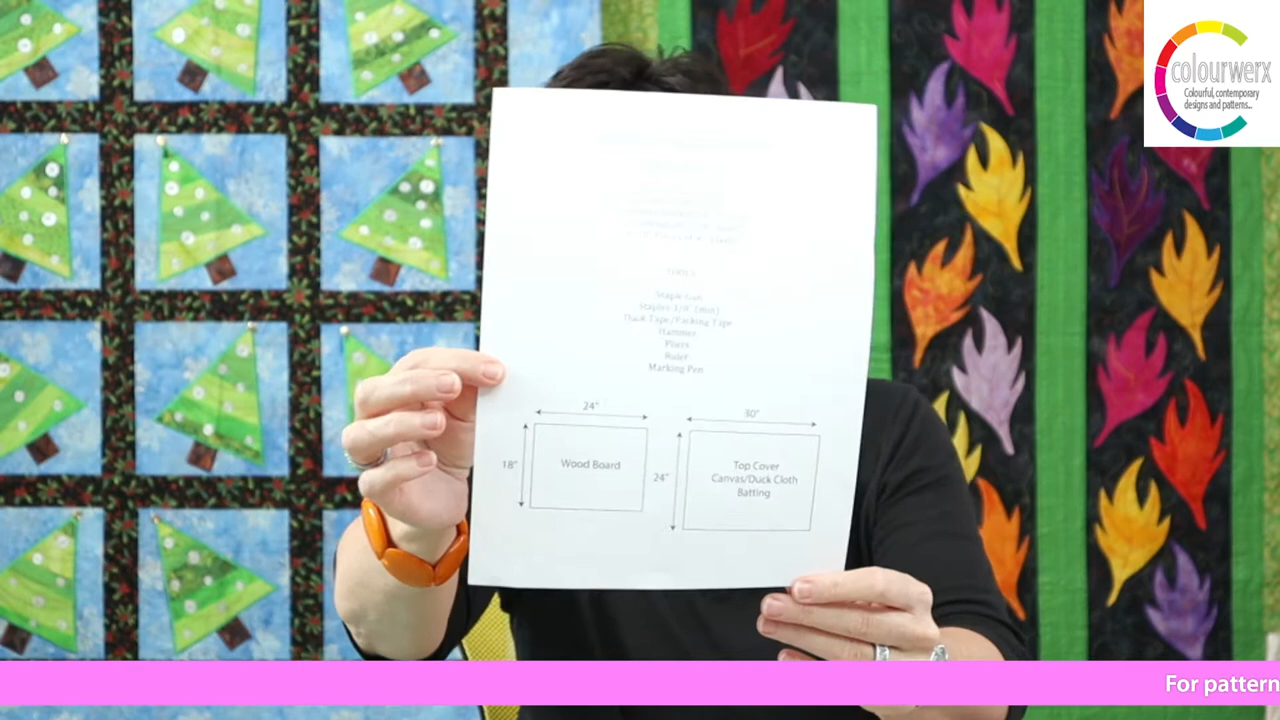 colourwerx
Colourful, contemporary
designs and patterns...
TOOLS
Staple Gun
Staples 3/8" (min)
Duck Tape/Packing Tape
Hammer
Pliers
Ruler
Marking Pen
24"
30"
18"
Wood Board
24"
Top Cover
Canvas/Duck Cloth
Batting
For pattern